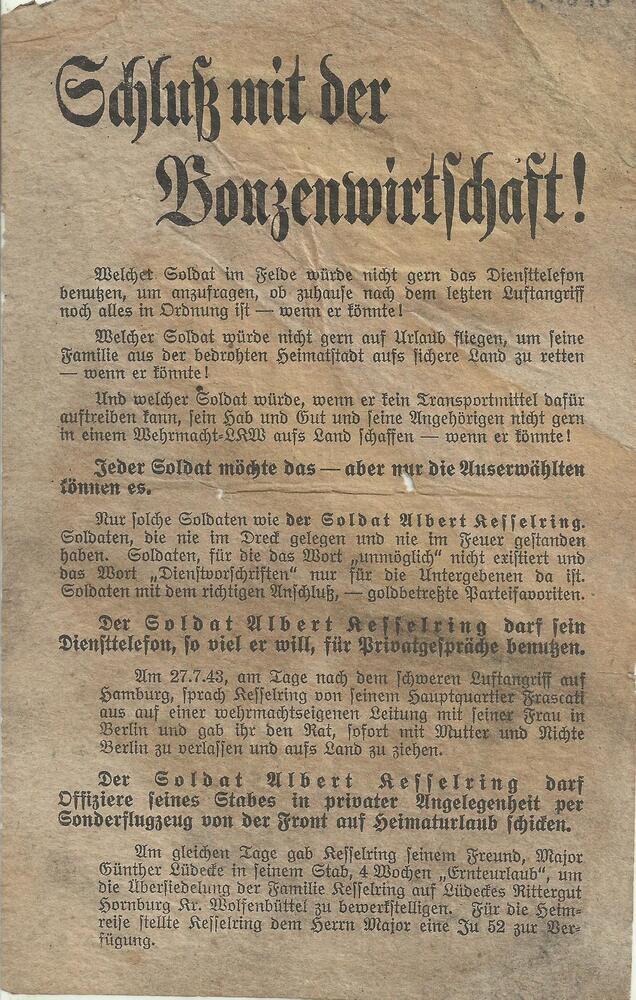 Schluß mit der
Bonzenwirtschaft!
Welcher Soldat im Felde würde nicht gern das Diensttelefon
benutzen, um anzufragen, ob zuhause nach dem letzten Luftangriff
noch alles in Ordnung ist — wenn er könnte!
Welcher Soldat würde nicht gern auf Urlaub fliegen, um seine
Familie aus der bedrohten Heimatstadt aufs sichere Land zu retten
— wenn er könnte!
Und welcher Soldat würde, wenn er kein Transportmittel dafür
auftreiben kann, sein Hab und Gut und seine Angehörigen nicht gern
in einem Wehrmacht-LKW aufs Land schaffen — wenn er könnte!
Jeder Soldat möchte das — aber nur die Auserwählten
können es.
Nur solche Soldaten wie der Soldat Albert Kesselring.
Soldaten, die nie im Dreck gelegen und nie im Feuer gestanden
haben. Soldaten, für die das Wort „unmöglich“ nicht existiert und
das Wort „Dienstvorschriften“ nur für die Untergebenen da ist.
Soldaten mit dem richtigen Anschluß, — goldbetreßte Parteifavoriten.
Der Soldat Albert Kesselring darf sein
Diensttelefon, so viel er will, für Privatgespräche benutzen.
Am 27.7.43, am Tage nach dem schweren Luftangriff auf
Hamburg, sprach Kesselring von seinem Hauptquartier Frascati
aus auf einer wehrmachtseigenen Leitung mit seiner Frau in
Berlin und gab ihr den Rat, sofort mit Mutter und Nichte
Berlin zu verlassen und aufs Land zu ziehen.
Der Soldat Albert Kesselring darf
Offiziere seines Stabes in privater Angelegenheit per
Sonderflugzeug von der Front auf Heimaturlaub schicken.
Am gleichen Tage gab Kesselring seinem Freund, Major
Günther Lüdecke in seinem Stab, 4 Wochen „Ernteurlaub“, um
die Übersiedelung der Familie Kesselring auf Lüdeckes Rittergut
Hornburg Kr. Wolfenbüttel zu bewerkstelligen. Für die Heim-
reise stellte Kesselring dem Herrn Major eine Ju 52 zur Ver-
fügung.